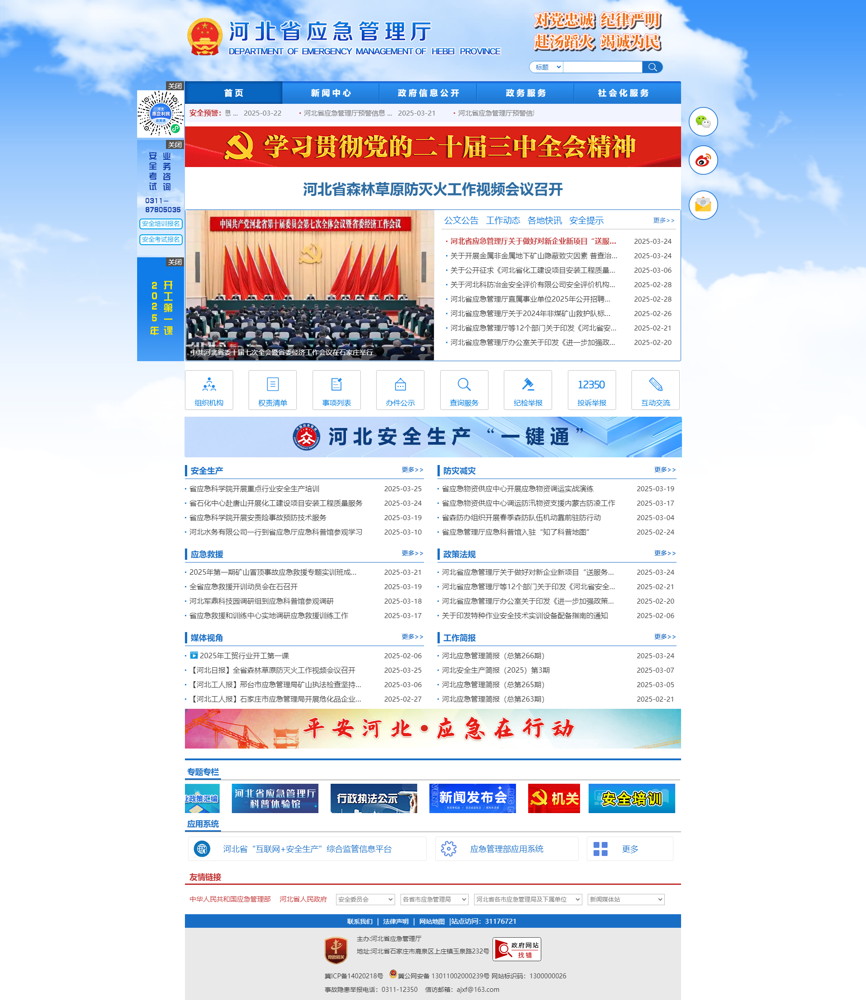 河北省应急管理厅
DEPARTMENT OF EMERGENCY MANAGEMENT OF HEBEI PROVINCE
对党忠诚 纪律严明
赴汤蹈火 竭诚为民
标题
首页 新闻中心 政府信息公开 政务服务 社会化服务
安全预警： 息 ... 2025-03-22 河北省应急管理厅预警信息 ... 2025-03-21 河北省应急管理厅预警信
关闭
河北
惠企利民
政策通
关闭
安全考试
业务咨询
0311—
87805035
安全培训报名
安全考试报名
关闭
2025年
开工第一课
学习贯彻党的二十届三中全会精神
河北省森林草原防灭火工作视频会议召开
中国共产党河北省第十届委员会第七次全体会议暨省委经济工作会议
中共河北省委十届七次全会暨省委经济工作会议在石家庄举行
公文公告 工作动态 各地快讯 安全提示 更多>>
河北省应急管理厅关于做好对新企业新项目“送服... 2025-03-24
关于开展金属非金属地下矿山隐蔽致灾因素 普查治... 2025-03-24
关于公开征求《河北省化工建设项目安装工程质量... 2025-03-06
关于河北科防冶金安全评价有限公司安全评价机构... 2025-02-28
河北省应急管理厅直属事业单位2025年公开招聘... 2025-02-28
河北省应急管理厅关于2024年非煤矿山救护队标... 2025-02-26
河北省应急管理厅等12个部门关于印发《河北省安... 2025-02-21
河北省应急管理厅办公室关于印发《进一步加强政... 2025-02-20
12350
组织机构 权责清单 事项列表 办件公示 查询服务 纪检举报 投诉举报 互动交流
河北安全生产“一键通”
安全生产 更多>>
省应急科学院开展重点行业安全生产培训 2025-03-25
省石化中心赴唐山开展化工建设项目安装工程质量服务 2025-03-24
省应急科学院开展安责险事故预防技术服务 2025-03-19
河北水务有限公司一行到省应急厅应急科普馆参观学习 2025-03-10
防灾减灾 更多>>
省应急物资供应中心开展应急物资调运实战演练 2025-03-19
省应急物资供应中心调运防汛物资支援内蒙古防凌工作 2025-03-17
省森防办组织开展春季森防队伍机动靠前驻防行动 2025-03-04
省应急管理厅应急科普馆入驻“知了科普地图” 2025-02-24
应急救援 更多>>
2025年第一期矿山冒顶事故应急救援专题实训班成... 2025-03-21
全省应急救援开训动员会在石召开 2025-03-19
河北军鼎科技园调研组到应急科普馆参观调研 2025-03-18
省应急救援和训练中心实地调研应急救援训练工作 2025-03-17
政策法规 更多>>
河北省应急管理厅关于做好对新企业新项目“送服务... 2025-03-24
河北省应急管理厅等12个部门关于印发《河北省安全... 2025-02-21
河北省应急管理厅办公室关于印发《进一步加强政策... 2025-02-20
关于印发特种作业安全技术实训设备配备指南的通知 2025-02-06
媒体视角 更多>>
2025年工贸行业开工第一课 2025-02-06
【河北日报】全省森林草原防灭火工作视频会议召开 2025-03-25
【河北工人报】邢台市应急管理局矿山执法检查坚持... 2025-03-06
【河北工人报】石家庄市应急管理局开展危化品企业... 2025-02-27
工作简报 更多>>
河北应急管理简报（总第266期） 2025-03-24
河北安全生产简报（2025）第3期 2025-03-07
河北应急管理简报（总第265期） 2025-03-05
河北应急管理简报（总第263期） 2025-02-21
平安河北·应急在行动
专题专栏
业政策汇编
河北省应急管理厅
科普体验馆
行政执法公示
新闻发布会
机关
安全培训
应用系统
河北省“互联网+安全生产”综合监管信息平台 应急管理部应用系统 更多
友情链接
中华人民共和国应急管理部 河北省人民政府 安全委员会 各省市应急管理局 河北省各市应急管理局及下属单位 新闻媒体站
联系我们 | 法律声明 | 网站地图 |站点访问：31176721
党政机关
主办:河北省应急管理厅
地址:河北省石家庄市鹿泉区上庄镇玉泉路232号
政府网站
找错
冀ICP备14020218号 冀公网安备 13011002000239号 网站标识码：1300000026
事故隐患举报电话：0311-12350 信访邮箱：ajxf@163.com